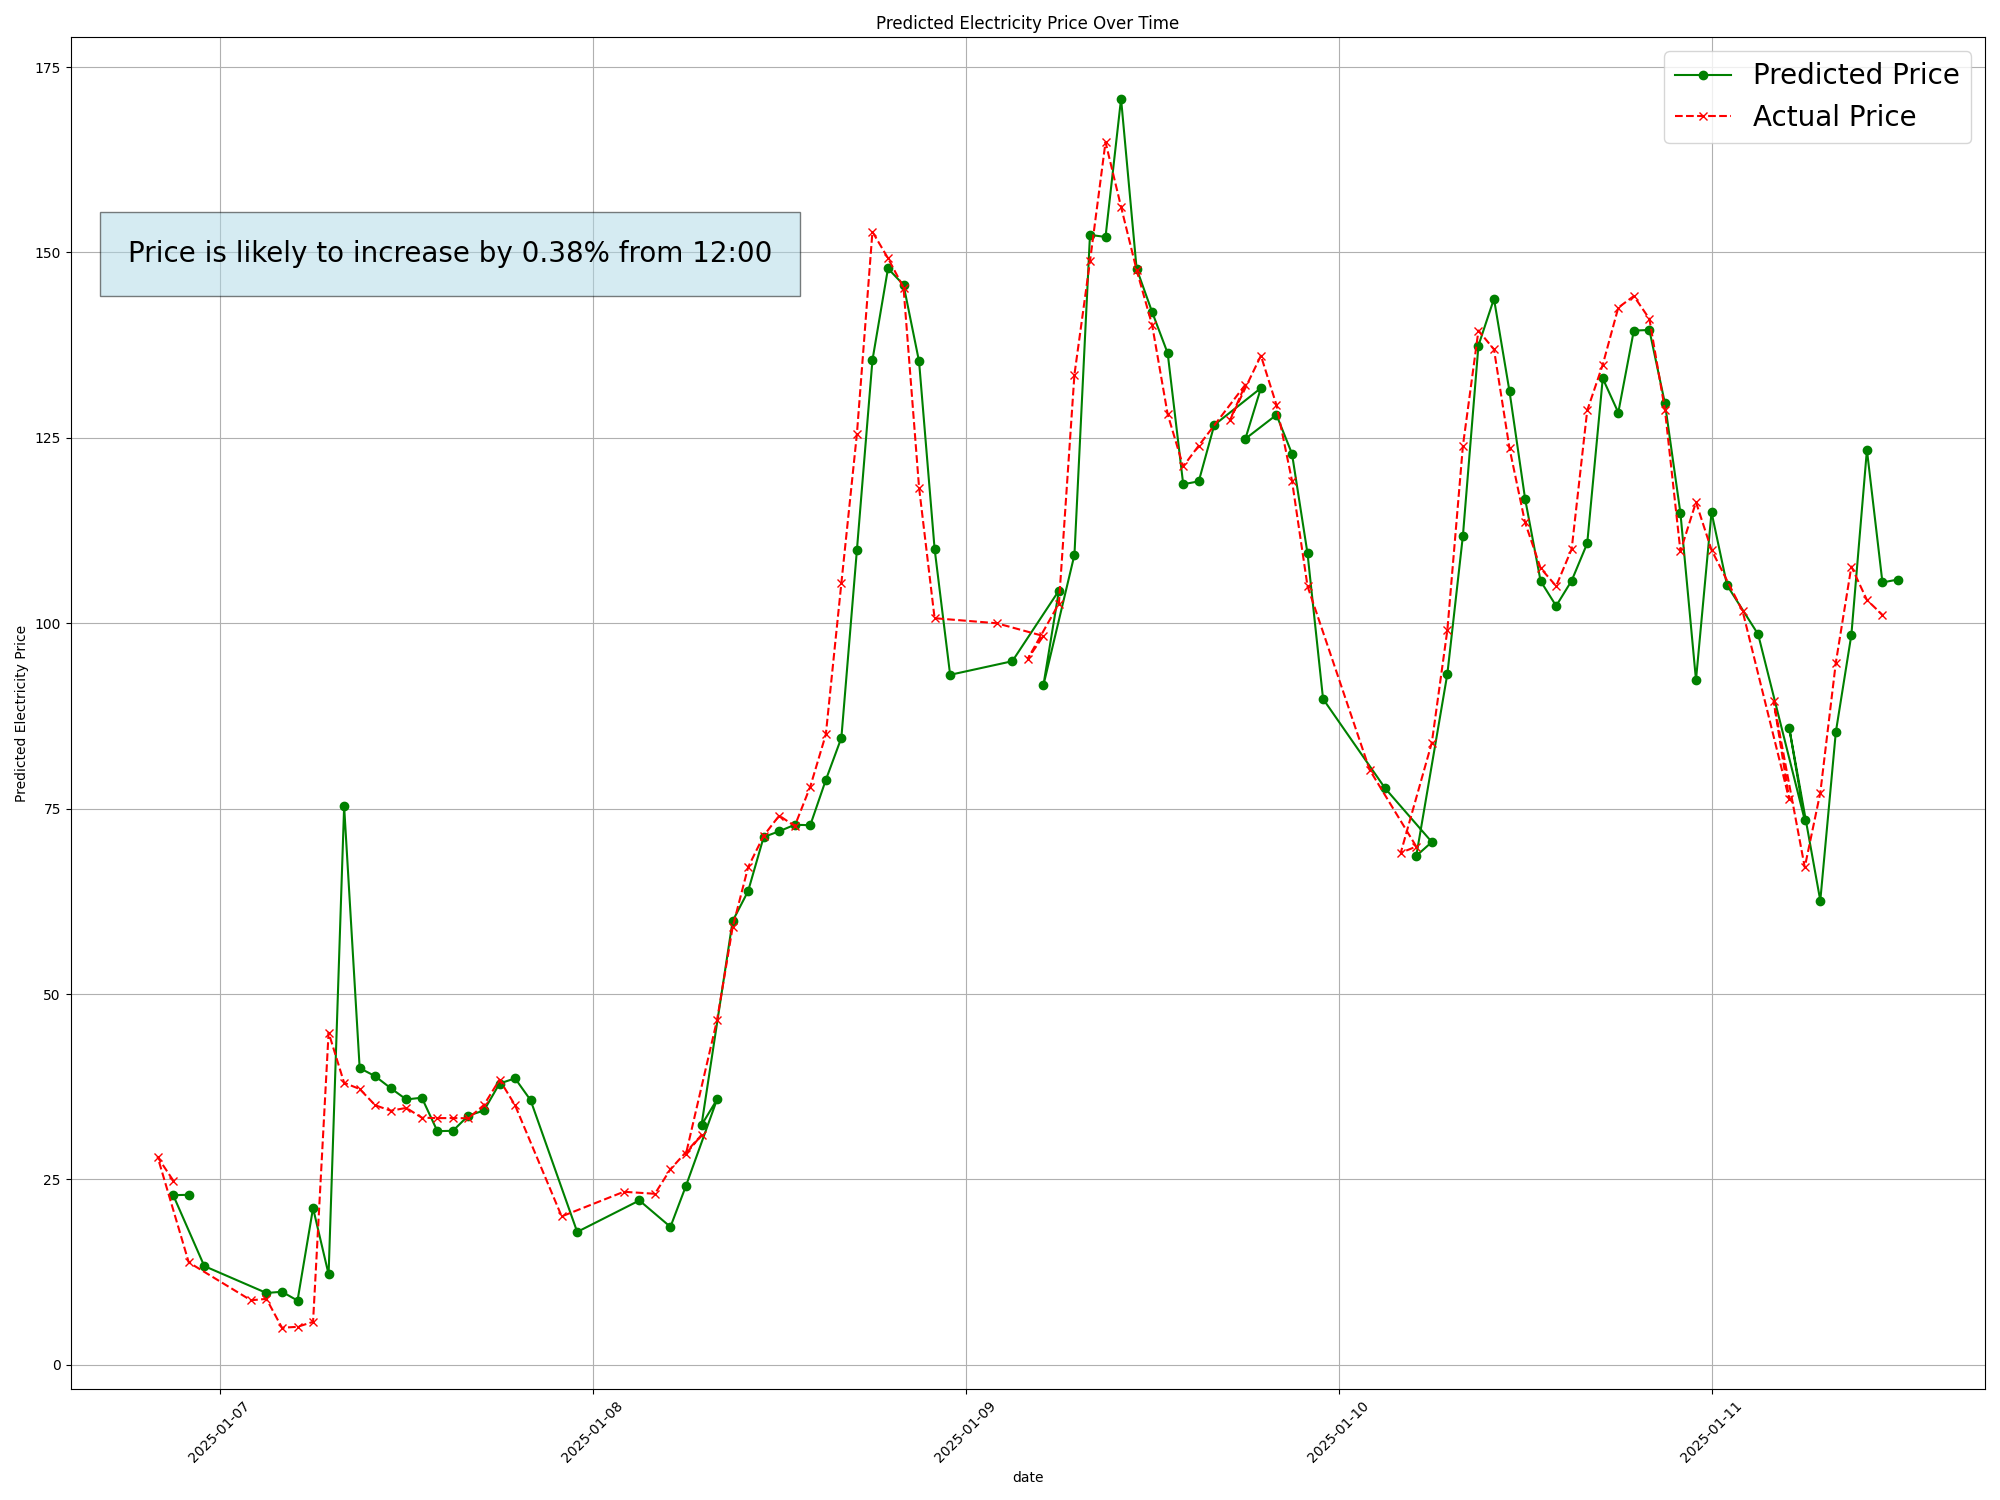 Predicted Electricity Price Over Time
Predicted Price
Actual Price
Price is likely to increase by 0.38% from 12:00
Predicted Electricity Price
175
150
125
100
75
50
25
0
2025-01-07
2025-01-08
2025-01-09
2025-01-10
2025-01-11
date